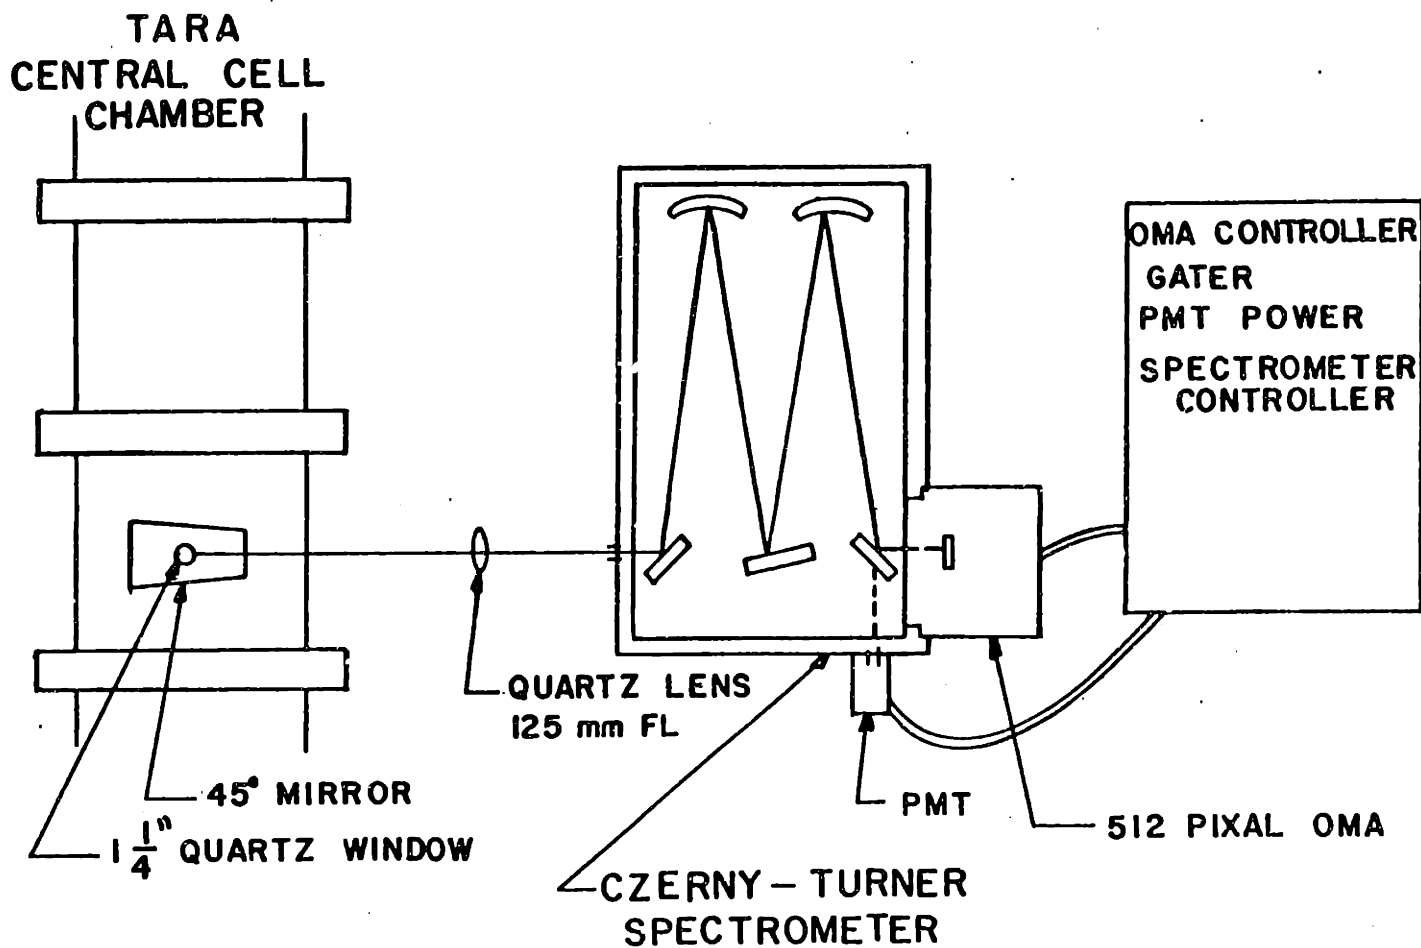 TARA
CENTRAL CELL
CHAMBER
OMA CONTROLLER
GATER
PMT POWER
SPECTROMETER
CONTROLLER
QUARTZ LENS
125 mm FL
45° MIRROR
1 1/4" QUARTZ WINDOW
PMT
512 PIXAL OMA
CZERNY – TURNER
SPECTROMETER